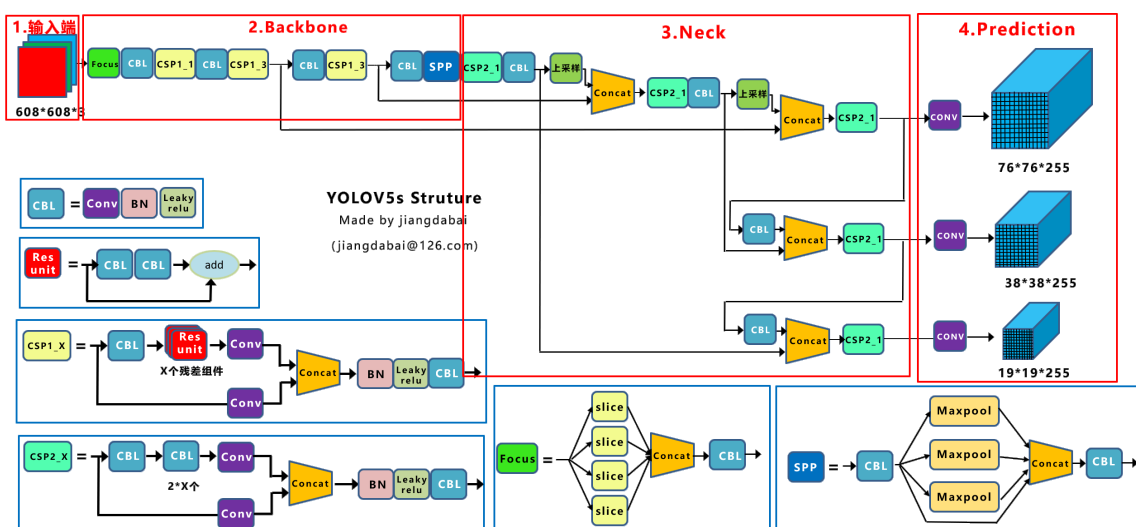 1.输入端
2.Backbone
3.Neck
4.Prediction
608*608*3
Focus CBL CSP1_1 CBL CSP1_3 CBL CSP1_3 CBL SPP CSP2_1 CBL 上采样
Concat
CSP2_1 CBL 上采样
Concat
CSP2_1
CONV
76*76*255
CBL = Conv BN Leaky relu
YOLOV5s Struture
Made by jiangdabai
(jiangdabai@126.com)
CBL
Concat
CSP2_1
CONV
38*38*255
Res unit = CBL CBL add
CBL
Concat
CSP2_1
CONV
19*19*255
CSP1_X = CBL Res unit Conv
X个残差组件
Concat
BN Leaky relu CBL
Conv
CSP2_X = CBL CBL Conv
2*X个
Concat
BN Leaky relu CBL
Conv
Focus =
slice
slice
slice
slice
Concat
CBL
SPP = CBL
Maxpool
Maxpool
Maxpool
Concat
CBL